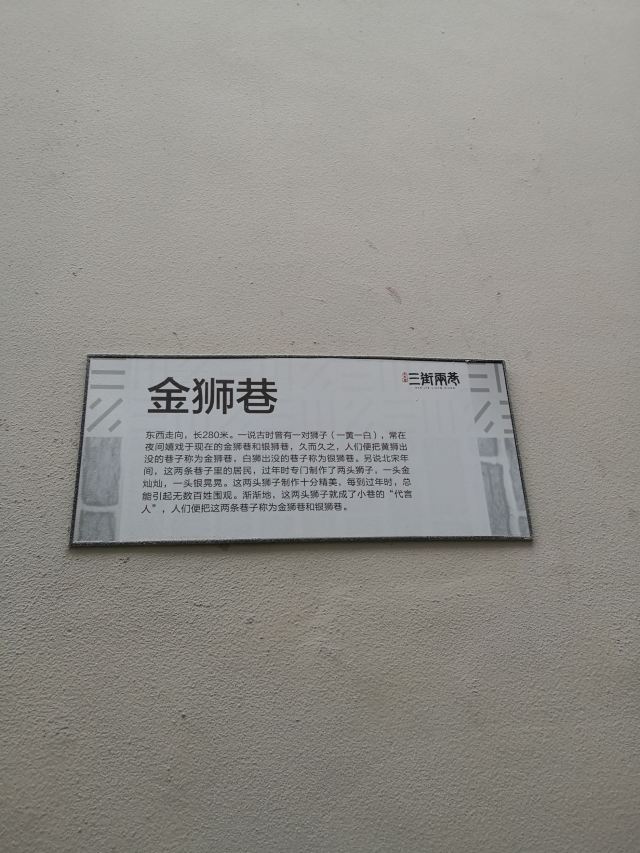 金狮巷
三街兩巷
东西走向，长280米。一说古时曾有一对狮子（一黄一白），常在
夜间嬉戏于现在的金狮巷和银狮巷，久而久之，人们便把黄狮出
没的巷子称为金狮巷，白狮出没的巷子称为银狮巷。另说北宋年
间，这两条巷子里的居民，过年时专门制作了两头狮子，一头金
灿灿，一头银晃晃。这两头狮子制作十分精美，每到过年时，总
能引起无数百姓围观。渐渐地，这两头狮子就成了小巷的“代言
人”，人们便把这两条巷子称为金狮巷和银狮巷。